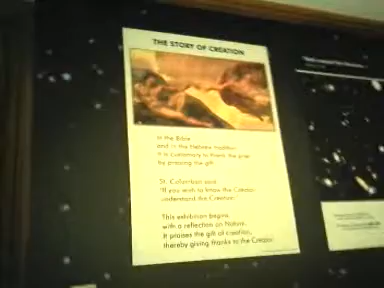 THE STORY OF CREATION
In the Bible
and in the Hebrew tradition
it is customary to thank the giver
by praising the gift.
St. Columban said
"If you wish to know the Creator
understand the Creation."
This exhibition begins
with a reflection on Nature.
It praises the gift of creation,
thereby giving thanks to the Creator.